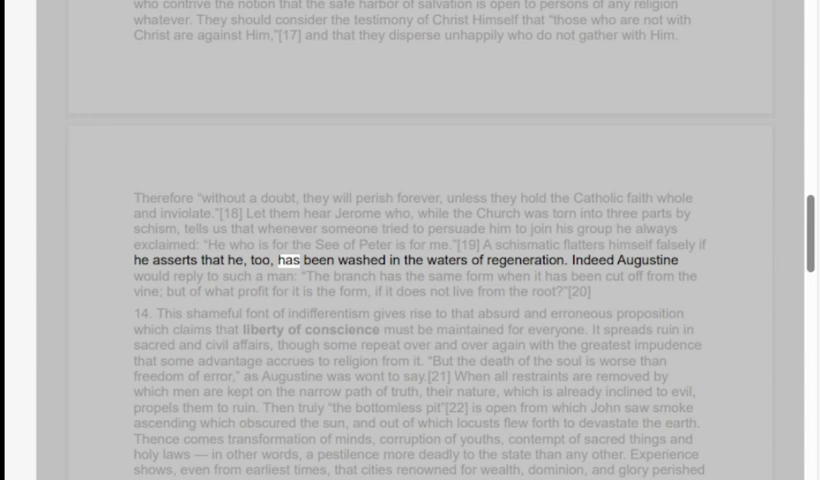 who contrive the notion that the safe harbor of salvation is open to persons of any religion
whatever. They should consider the testimony of Christ Himself that “those who are not with
Christ are against Him,”[17] and that they disperse unhappily who do not gather with Him.
Therefore “without a doubt, they will perish forever, unless they hold the Catholic faith whole
and inviolate.”[18] Let them hear Jerome who, while the Church was torn into three parts by
schism, tells us that whenever someone tried to persuade him to join his group he always
exclaimed: “He who is for the See of Peter is for me.”[19] A schismatic flatters himself falsely if
he asserts that he, too, has been washed in the waters of regeneration. Indeed Augustine
would reply to such a man: “The branch has the same form when it has been cut off from the
vine; but of what profit for it is the form, if it does not live from the root?”[20]
14. This shameful font of indifferentism gives rise to that absurd and erroneous proposition
which claims that liberty of conscience must be maintained for everyone. It spreads ruin in
sacred and civil affairs, though some repeat over and over again with the greatest impudence
that some advantage accrues to religion from it. “But the death of the soul is worse than
freedom of error,” as Augustine was wont to say.[21] When all restraints are removed by
which men are kept on the narrow path of truth, their nature, which is already inclined to evil,
propels them to ruin. Then truly “the bottomless pit”[22] is open from which John saw smoke
ascending which obscured the sun, and out of which locusts flew forth to devastate the earth.
Thence comes transformation of minds, corruption of youths, contempt of sacred things and
holy laws — in other words, a pestilence more deadly to the state than any other. Experience
shows, even from earliest times, that cities renowned for wealth, dominion, and glory perished